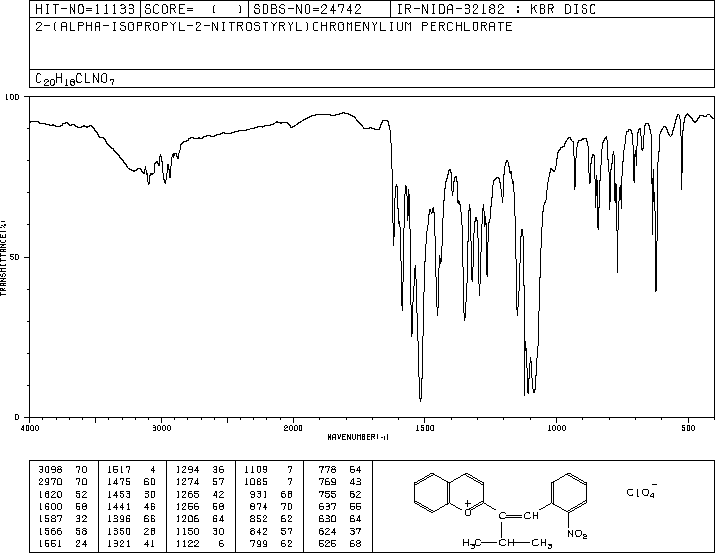 HIT-NO=11133 SCORE= ( ) SDBS-NO=24742 IR-NIDA-32182 : KBR DISC
2-(ALPHA-ISOPROPYL-2-NITROSTYRYL)CHROMENYLIUM PERCHLORATE
C20H18CLNO7
100
50
0
TRANSMITTANCE(%)
4000 3000 2000 1500 1000 500
WAVENUMBER(-1)
3098 70 1517 4 1294 36 1109 7 778 64
2970 70 1475 60 1274 57 1085 7 769 43
1620 52 1453 30 1265 42 931 68 755 62
1600 58 1441 46 1256 58 874 70
1587 32 1396 66 1206 64 852 62 630 64
1566 58 1350 28 1150 30 842 57 624 37
1551 24 1321 41 1122 6 799 62 526 68
O+
C=CH
NO2
H3C-CH-CH3
ClO4−